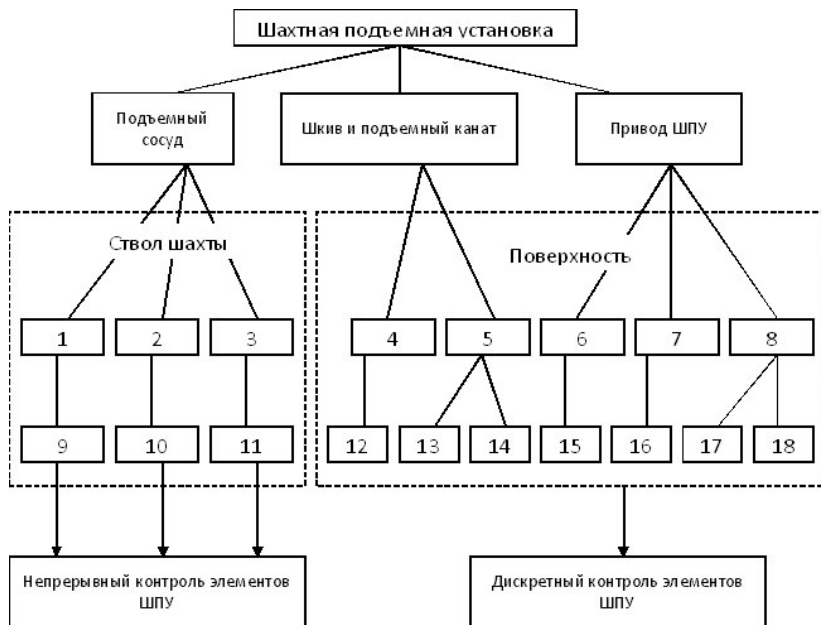 Шахтная подъемная установка
Подъемный
сосуд
Шкив и подъемный канат
Привод ШПУ
Ствол шахты
Поверхность
1
2
3
4
5
6
7
8
9
10
11
12
13
14
15
16
17
18
Непрерывный контроль элементов
ШПУ
Дискретный контроль элементов
ШПУ